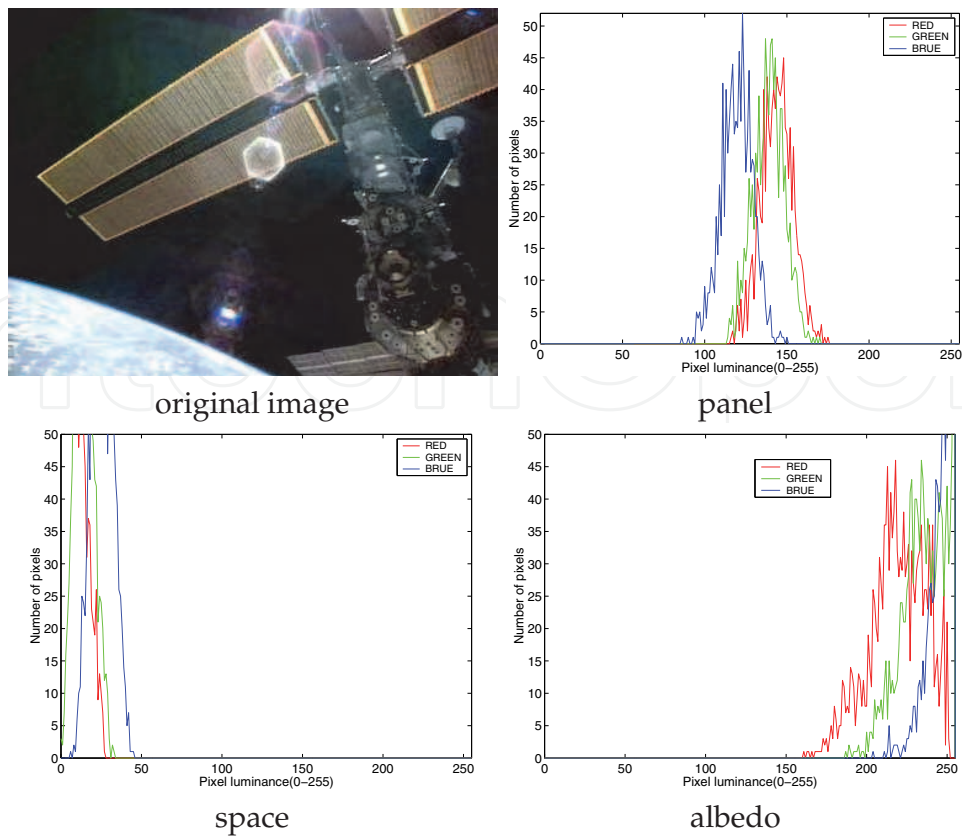 50
45
40
35
30
25
20
15
10
5
0
Number of pixels
RED
GREEN
BRUE
0 50 100 150 200 250
Pixel luminance(0−255)
original image
panel
50
45
40
35
30
25
20
15
10
5
0
Number of pixels
RED
GREEN
BRUE
0 50 100 150 200 250
Pixel luminance(0−255)
space
50
45
40
35
30
25
20
15
10
5
0
Number of pixels
RED
GREEN
BRUE
0 50 100 150 200 250
Pixel luminance(0−255)
albedo